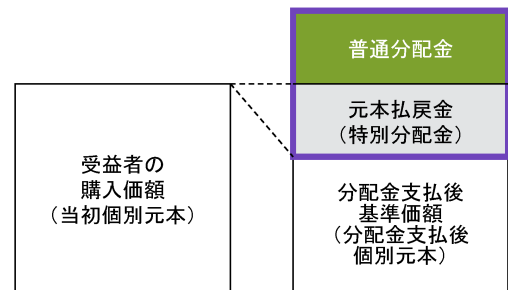 普通分配金
元本払戻金
（特別分配金）
受益者の
購入価額
（当初個別元本）
分配金支払後
基準価額
（分配金支払後
個別元本）